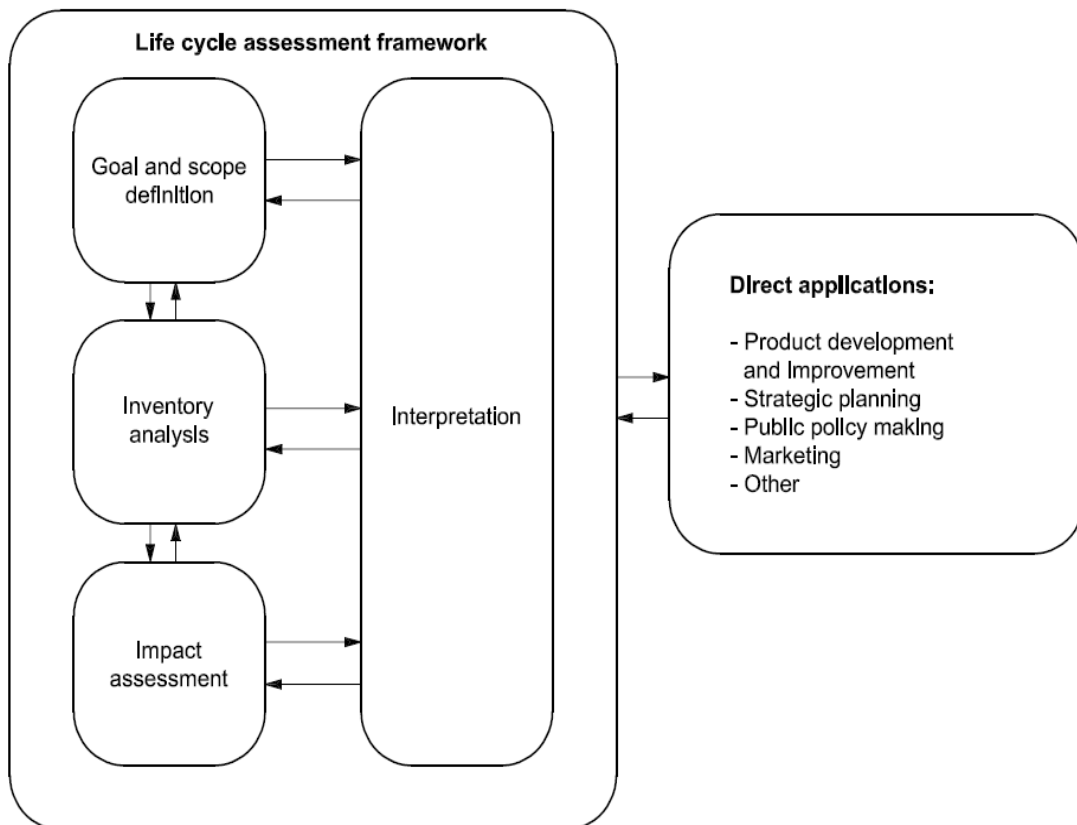 Life cycle assessment framework
Goal and scope
definition
Inventory
analysis
Impact
assessment
Interpretation
Direct applications:
- Product development
and Improvement
- Strategic planning
- Public policy making
- Marketing
- Other